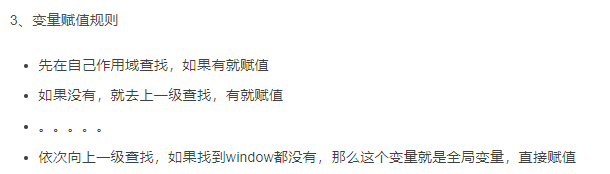 3、变量赋值规则
• 先在自己作用域查找，如果有就赋值
• 如果没有，就去上一级查找，有就赋值
• 。。。。。
• 依次向上一级查找，如果找到window都没有，那么这个变量就是全局变量，直接赋值